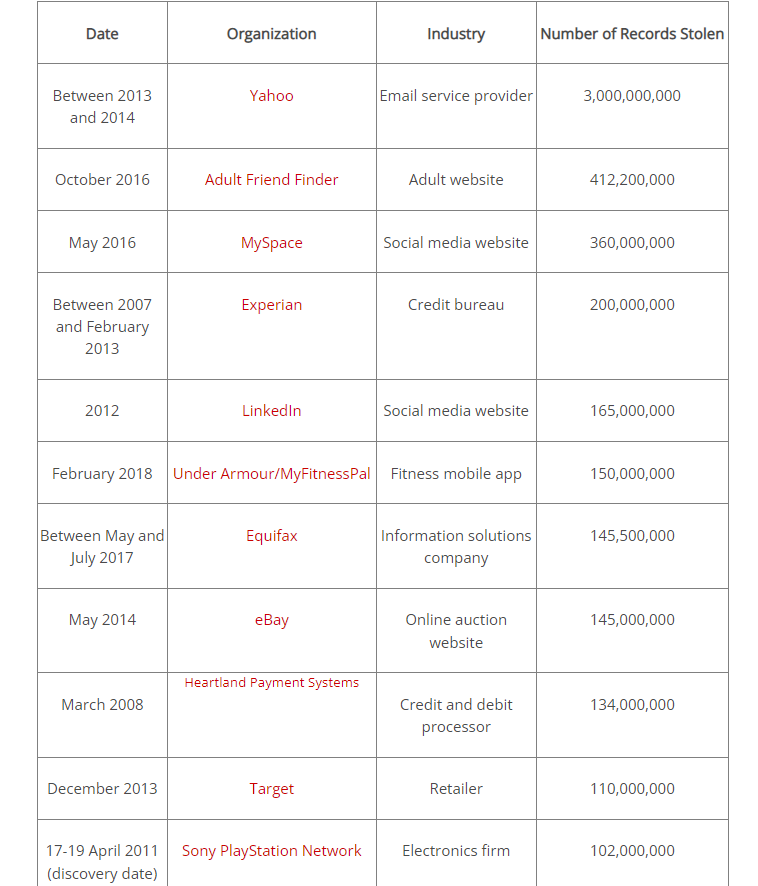 Date Organization Industry Number of Records Stolen
Between 2013 Yahoo Email service provider 3,000,000,000
and 2014
October 2016 Adult Friend Finder Adult website 412,200,000
May 2016 MySpace Social media website 360,000,000
Between 2007 Experian Credit bureau 200,000,000
and February
2013
2012 LinkedIn Social media website 165,000,000
February 2018 Under Armour/MyFitnessPal Fitness mobile app 150,000,000
Between May and Equifax Information solutions 145,500,000
July 2017 company
May 2014 eBay Online auction 145,000,000
website
Heartland Payment Systems
March 2008 Credit and debit 134,000,000
processor
December 2013 Target Retailer 110,000,000
17-19 April 2011 Sony PlayStation Network Electronics firm 102,000,000
(discovery date)